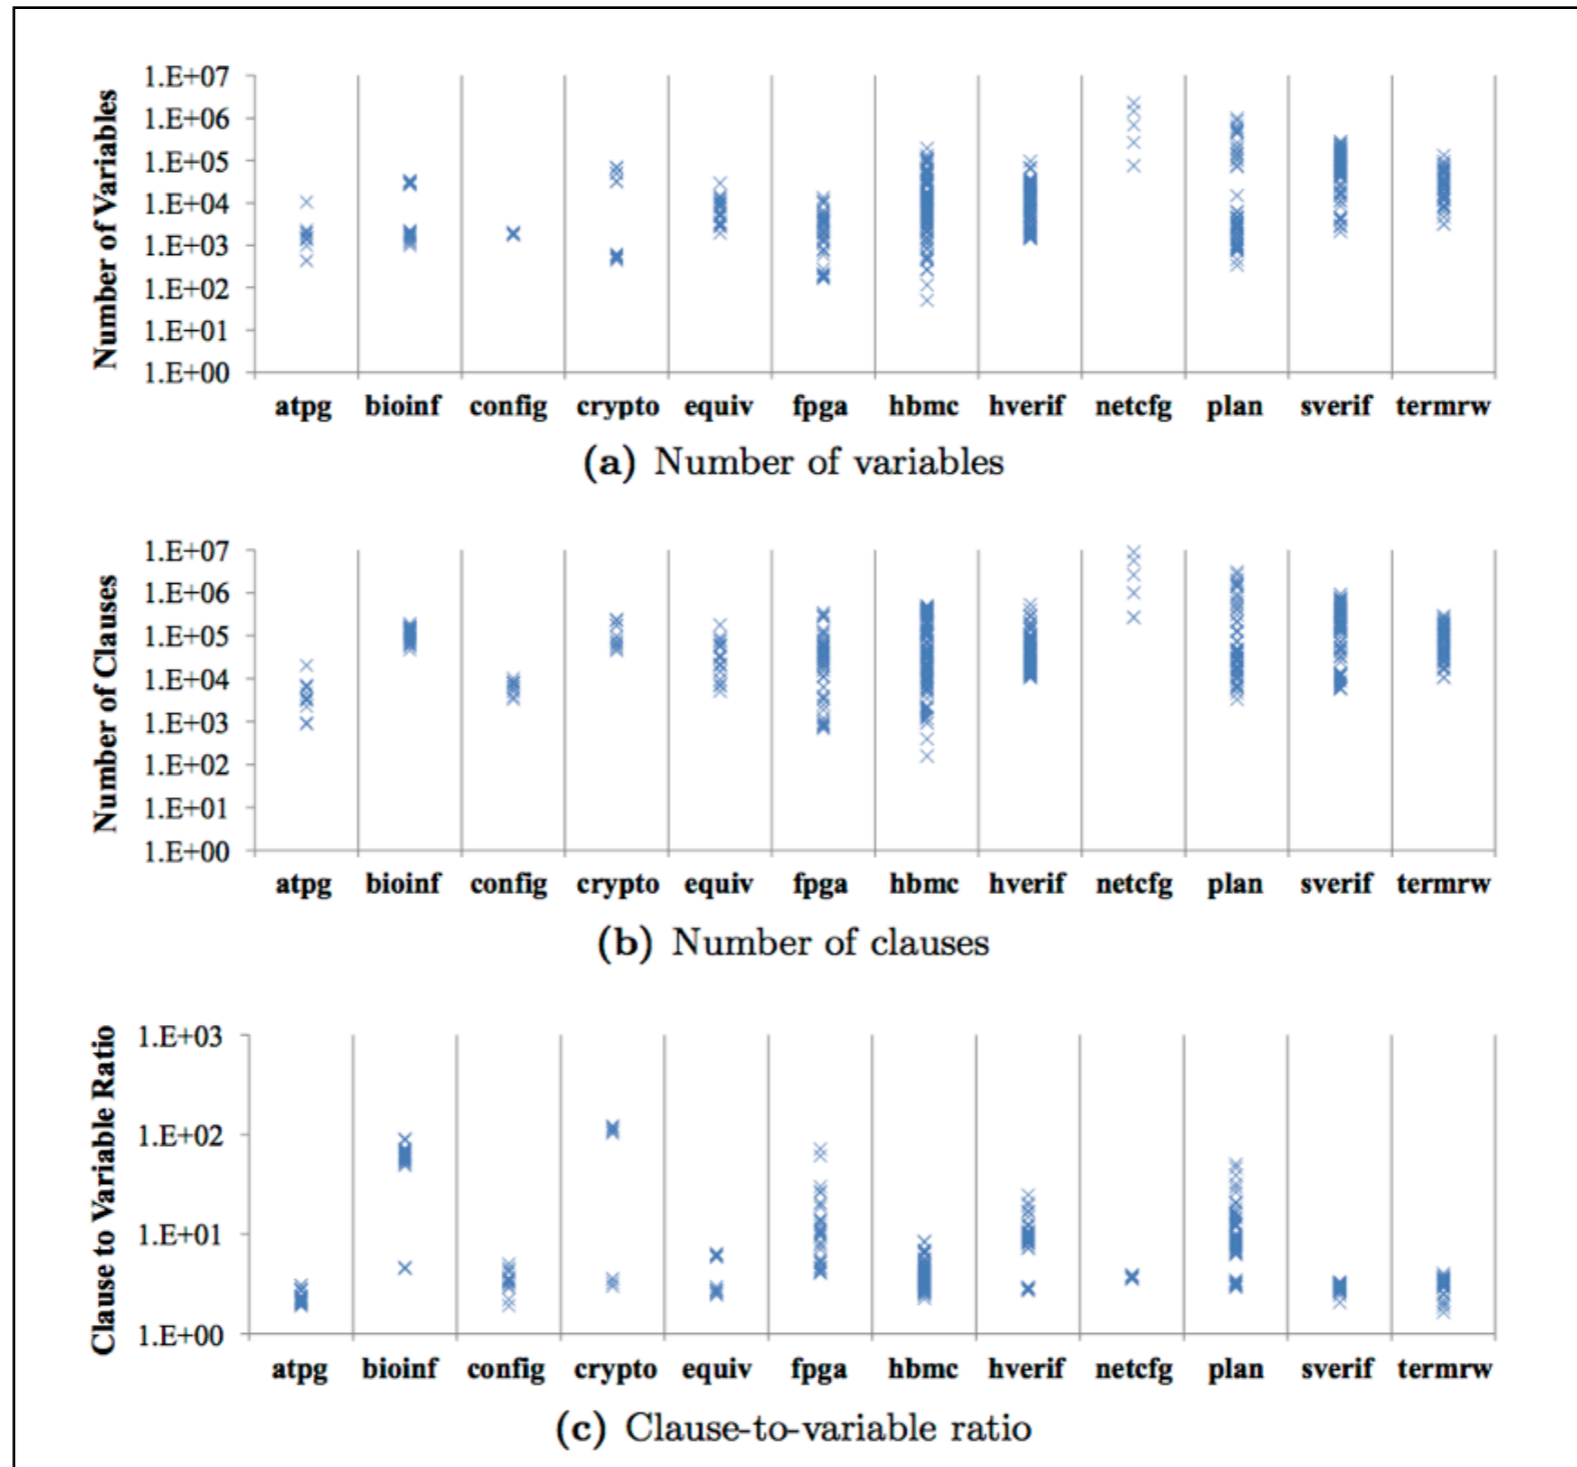 Number of Variables
1.E+07
1.E+06
1.E+05
1.E+04
1.E+03
1.E+02
1.E+01
1.E+00
atpg bioinf config crypto equiv fpga hbmc hverif netcfg plan sverif termrw
(a) Number of variables
Number of Clauses
1.E+07
1.E+06
1.E+05
1.E+04
1.E+03
1.E+02
1.E+01
1.E+00
atpg bioinf config crypto equiv fpga hbmc hverif netcfg plan sverif termrw
(b) Number of clauses
Clause to Variable Ratio
1.E+03
1.E+02
1.E+01
1.E+00
atpg bioinf config crypto equiv fpga hbmc hverif netcfg plan sverif termrw
(c) Clause-to-variable ratio